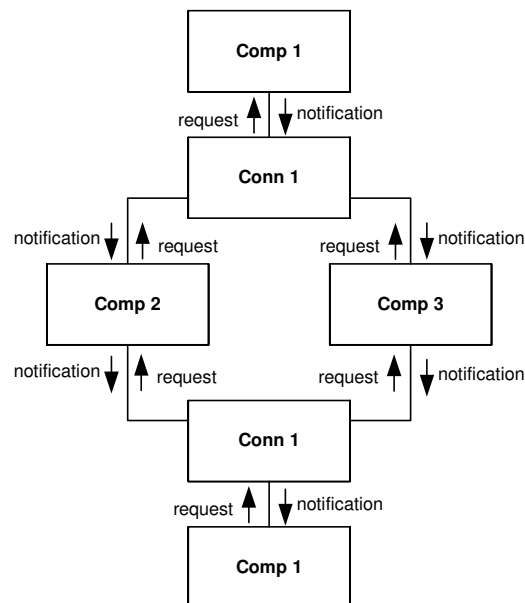 Comp 1
request
notification
Conn 1
notification
request
request
notification
Comp 2
Comp 3
notification
request
request
notification
Conn 1
request
notification
Comp 1